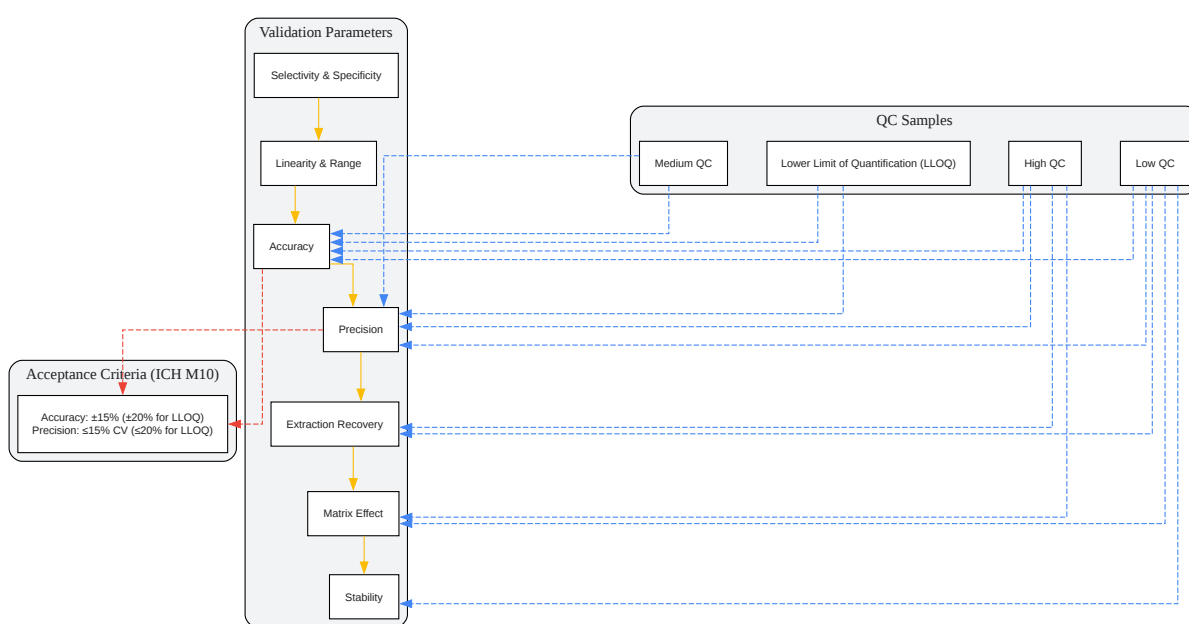 Validation Parameters
Selectivity & Specificity
QC Samples
Medium QC
Lower Limit of Quantification (LLOQ)
High QC
Low QC
Linearity & Range
Accuracy
Precision
Acceptance Criteria (ICH M10)
Accuracy: ±15% (±20% for LLOQ)
Precision: ≤15% CV (≤20% for LLOQ)
Extraction Recovery
Matrix Effect
Stability